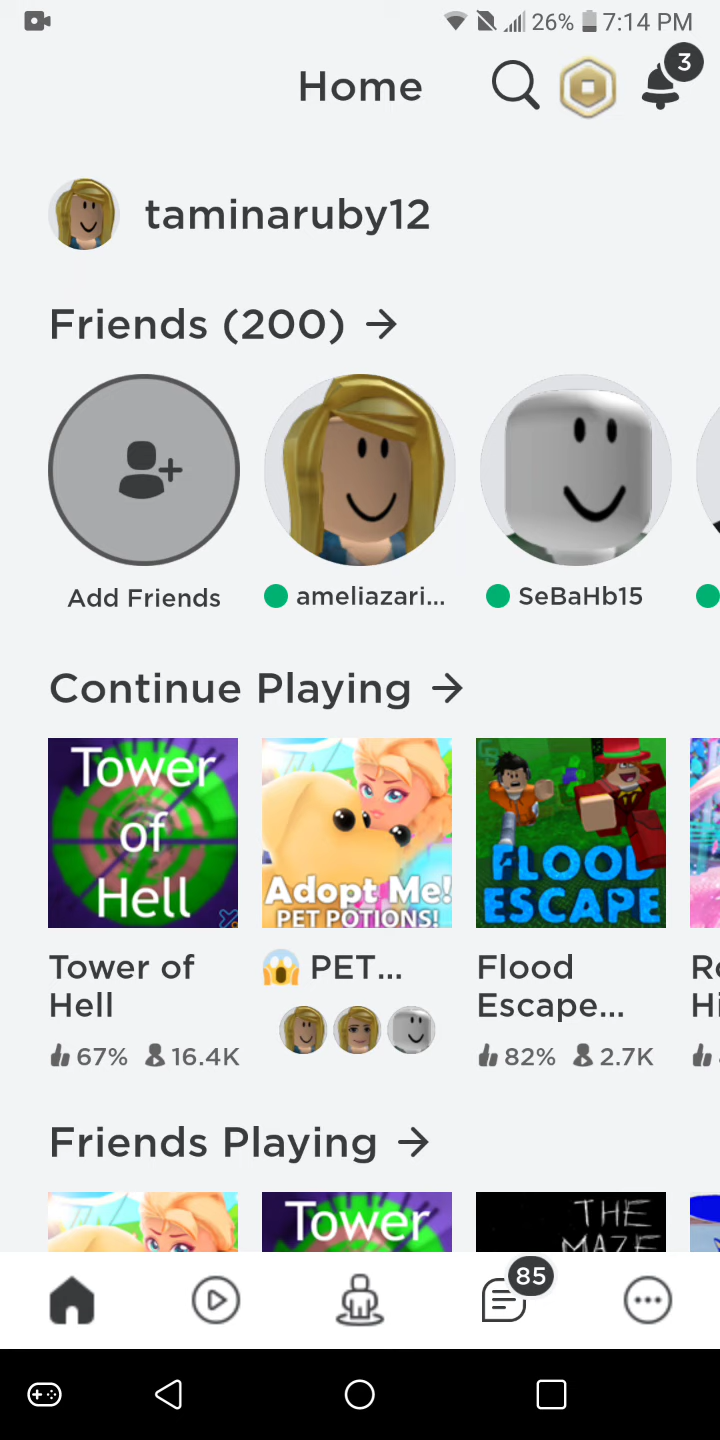 26% 7:14 PM
Home
3
taminaruby12
Friends (200)
Add Friends
ameliazari...
SeBaHb15
Continue Playing
Tower
of
Hell
Adopt Me!
PET POTIONS!
FLOOD
ESCAPE
Tower of
Hell
😱 PET...
Flood
Escape...
67% 16.4K
82% 2.7K
Friends Playing
Tower
THE
MAZE
85